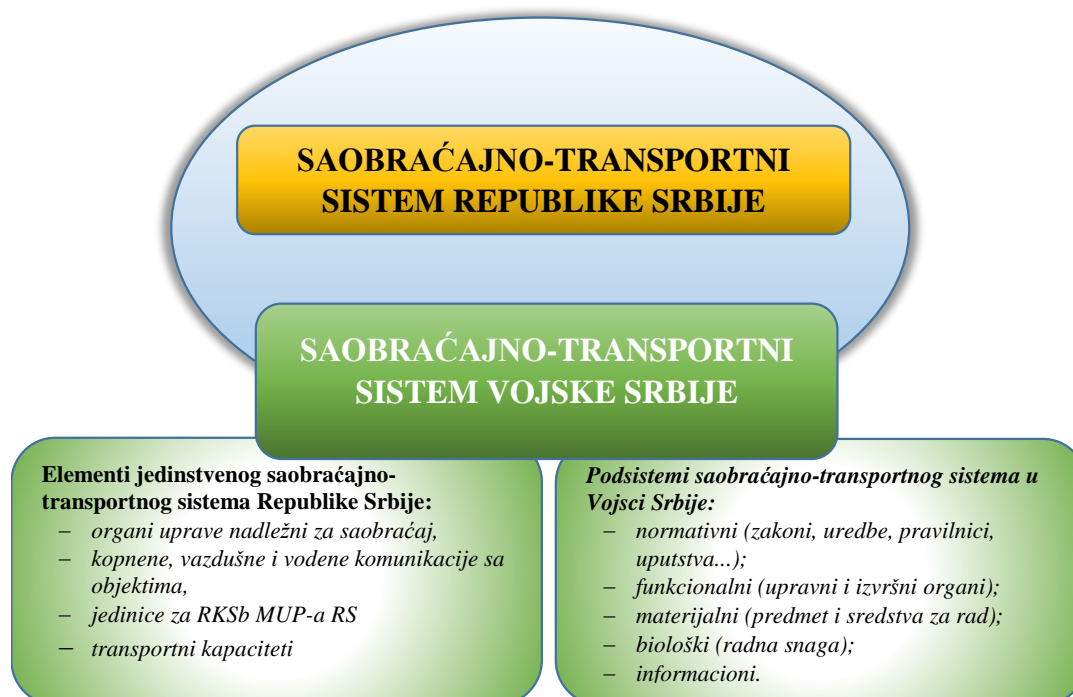 SAOBRAĆAJNO-TRANSPORTNI
SISTEM REPUBLIKE SRBIJE
SAOBRAĆAJNO-TRANSPORTNI
SISTEM VOJSKE SRBIJE
Elementi jedinstvenog saobraćajno-
transportnog sistema Republike Srbije:
– organi uprave nadležni za saobraćaj,
– kopnene, vazdušne i vodene komunikacije sa
objektima,
– jedinice za RKSb MUP-a RS
– transportni kapaciteti
Podsistemi saobraćajno-transportnog sistema u
Vojsci Srbije:
– normativni (zakoni, uredbe, pravilnici,
uputstva...);
– funkcionalni (upravni i izvršni organi);
– materijalni (predmet i sredstva za rad);
– biološki (radna snaga);
– informacioni.